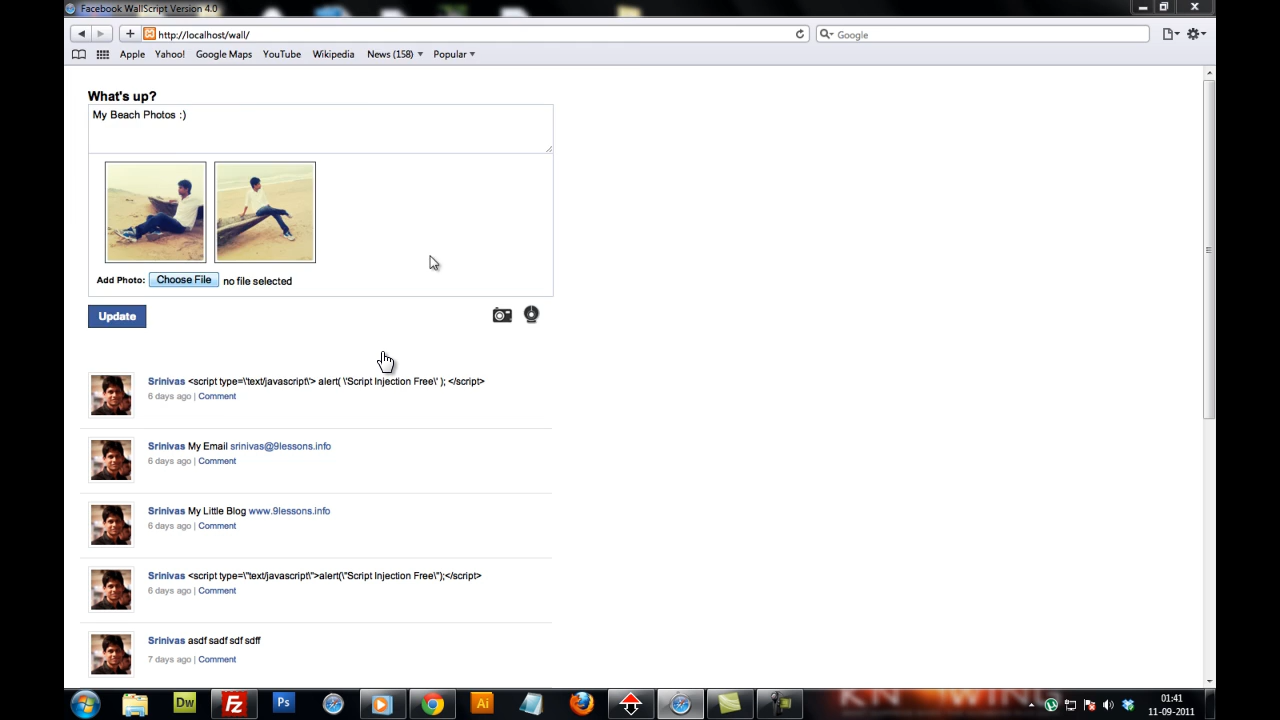 Facebook WallScript Version 4.0
http://localhost/wall/
Google
Apple Yahoo! Google Maps YouTube Wikipedia News (158) Popular
What's up?
My Beach Photos :)
Add Photo: Choose File no file selected
Update
Srinivas <script type=\'text/javascript\'> alert( \'Script Injection Free\' ); </script>
6 days ago | Comment
Srinivas My Email srinivas@9lessons.info
6 days ago | Comment
Srinivas My Little Blog www.9lessons.info
6 days ago | Comment
Srinivas <script type=\"text/javascript\">alert(\"Script Injection Free\");</script>
6 days ago | Comment
Srinivas asdf sadf sdf sdff
7 days ago | Comment
Dw Fz Ps Ai
01:41
11-09-2011